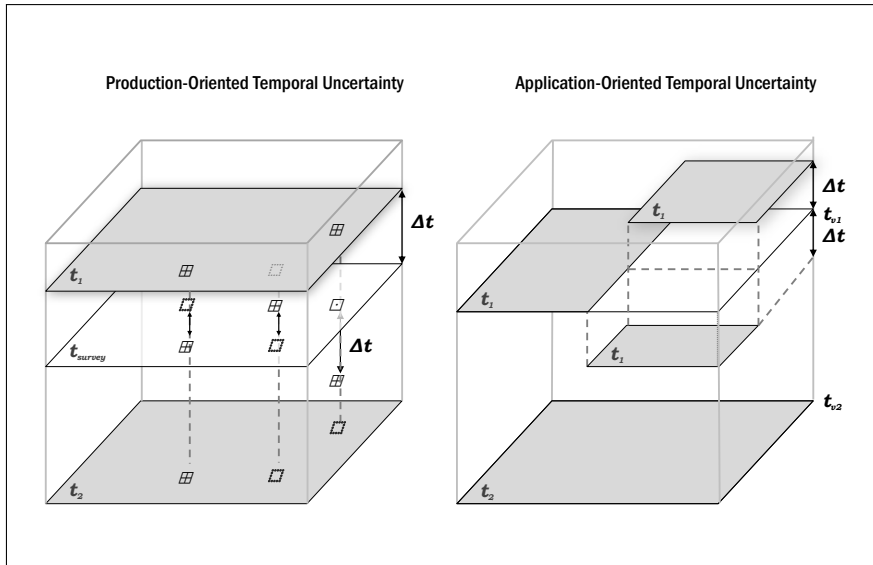 Production-Oriented Temporal Uncertainty
Δt
t1
tsurvey
Δt
t2
Application-Oriented Temporal Uncertainty
Δt
t1
tv1
Δt
t1
t1
tv2
t2